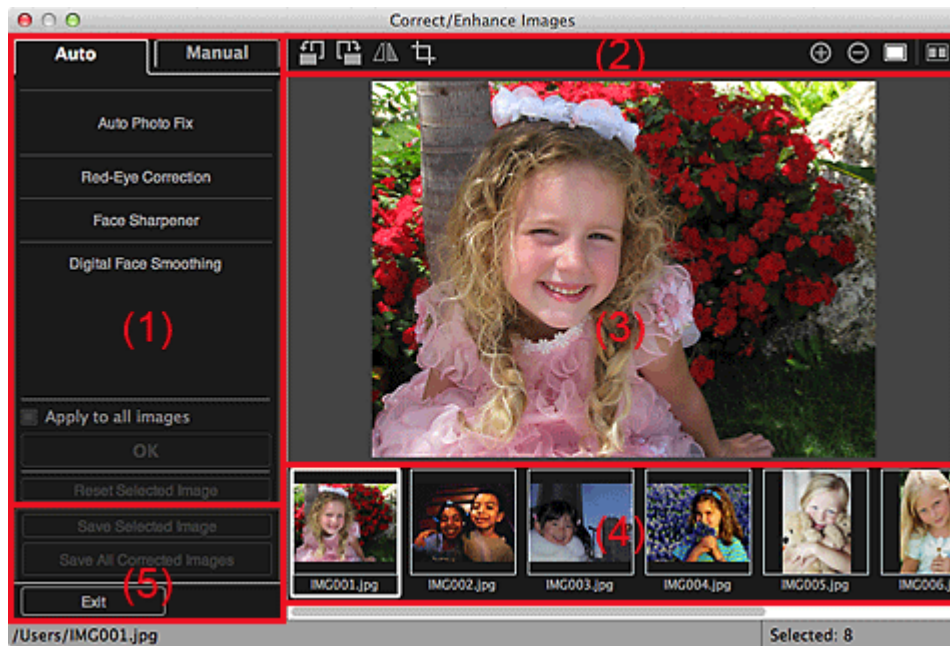 Correct/Enhance Images
Auto Manual
(2)
Auto Photo Fix
Red-Eye Correction
Face Sharpener
Digital Face Smoothing
(1)
(3)
Apply to all images
OK
Reset Selected Image
Save Selected Image
Save All Corrected Images
(5)
Exit
(4)
IMG001.jpg IMG002.jpg IMG003.jpg IMG004.jpg IMG005.jpg IMG006.j
/Users/IMG001.jpg Selected: 8